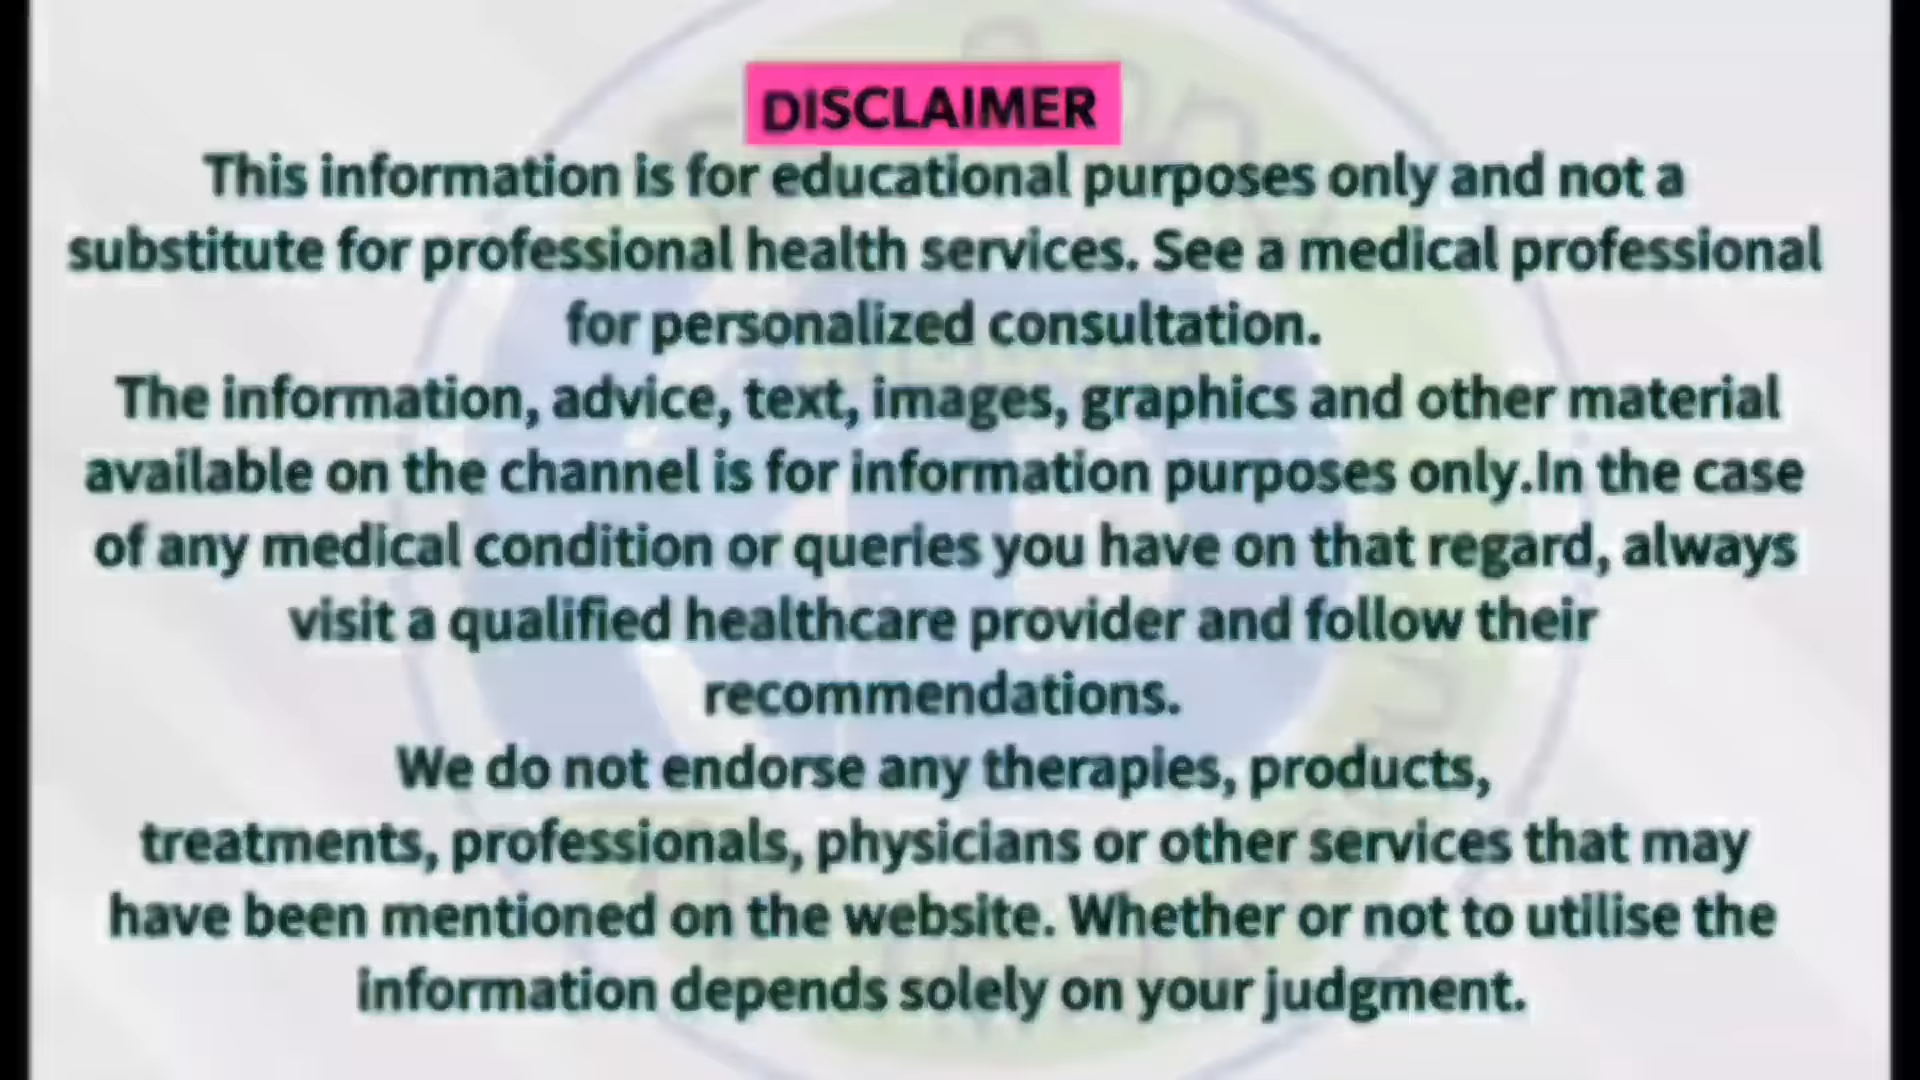 DISCLAIMER
This information is for educational purposes only and not a
substitute for professional health services. See a medical professional
for personalized consultation.
The information, advice, text, images, graphics and other material
available on the channel is for information purposes only.In the case
of any medical condition or queries you have on that regard, always
visit a qualified healthcare provider and follow their
recommendations.
We do not endorse any therapies, products,
treatments, professionals, physicians or other services that may
have been mentioned on the website. Whether or not to utilise the
information depends solely on your judgment.